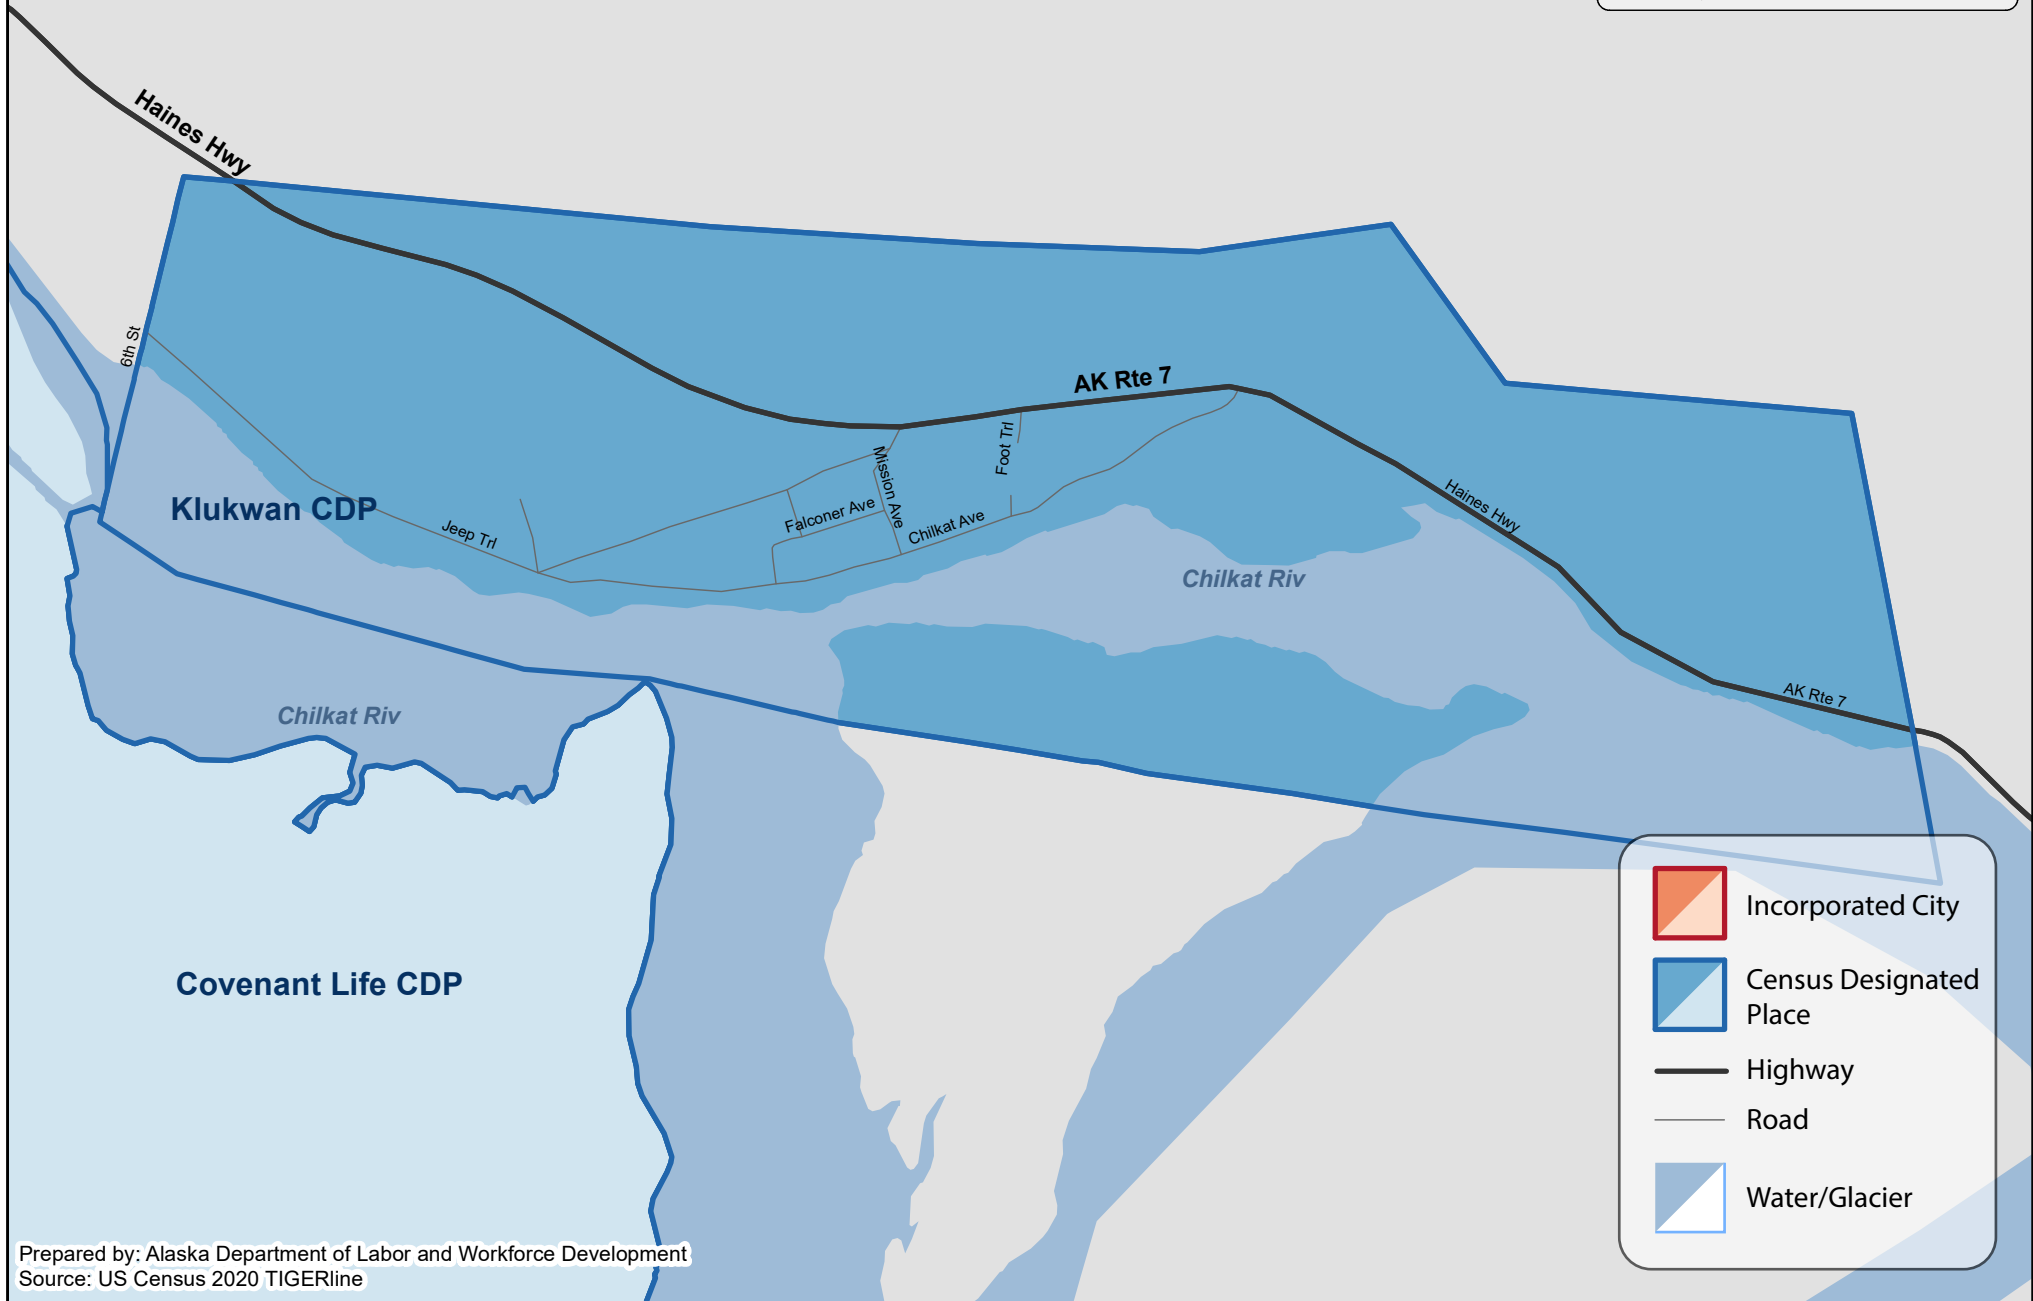 Haines Hwy
6th St
AK Rte 7
Foot Trl
Mission Ave
Klukwan CDP
Falconer Ave
Chilkat Ave
Jeep Trl
Haines Hwy
Chilkat Riv
AK Rte 7
Chilkat Riv
Covenant Life CDP
Incorporated City
Census Designated
Place
Highway
Road
Water/Glacier
Prepared by: Alaska Department of Labor and Workforce Development
Source: US Census 2020 TIGERline